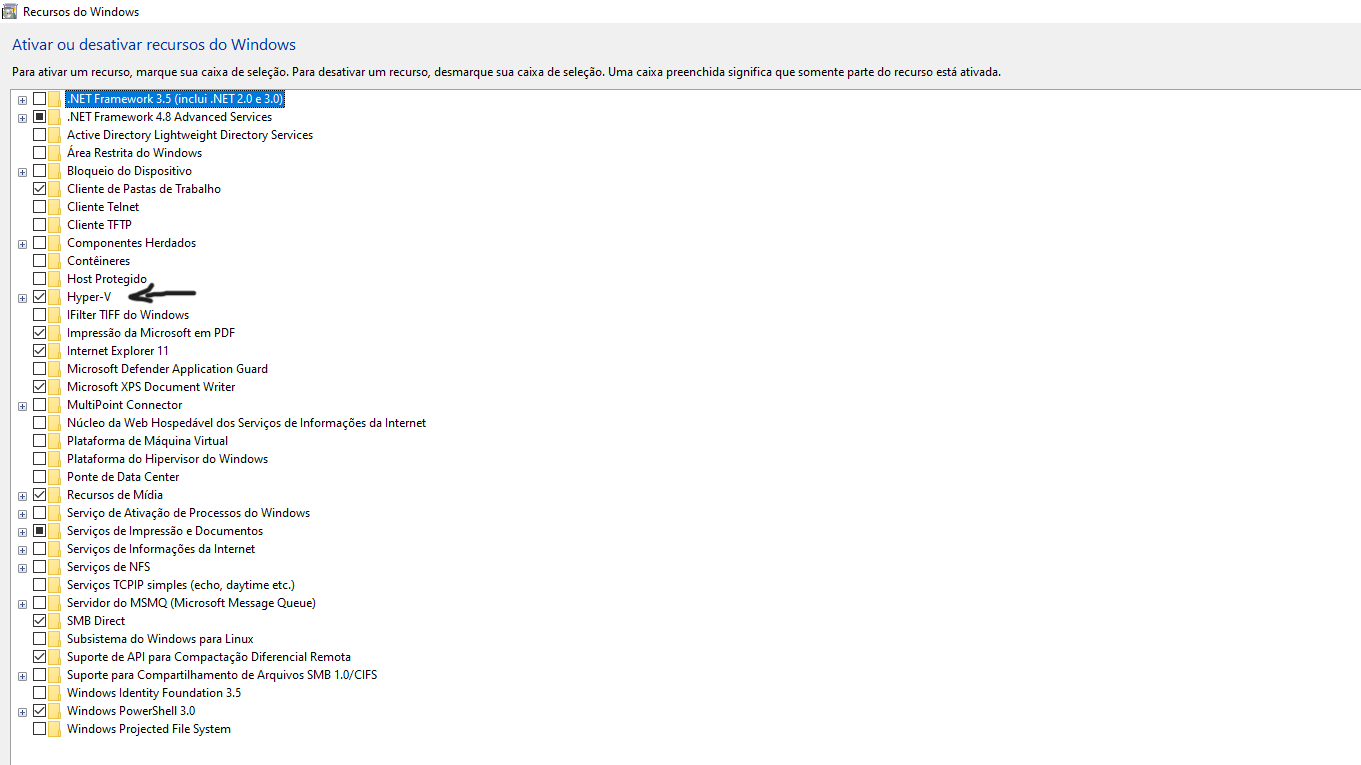 Recursos do Windows
Ativar ou desativar recursos do Windows
Para ativar um recurso, marque sua caixa de seleção. Para desativar um recurso, desmarque sua caixa de seleção. Uma caixa preenchida significa que somente parte do recurso está ativada.
.NET Framework 3.5 (inclui .NET 2.0 e 3.0)
.NET Framework 4.8 Advanced Services
Active Directory Lightweight Directory Services
Área Restrita do Windows
Bloqueio do Dispositivo
Cliente de Pastas de Trabalho
Cliente Telnet
Cliente TFTP
Componentes Herdados
Contêineres
Host Protegido
Hyper-V
IFilter TIFF do Windows
Impressão da Microsoft em PDF
Internet Explorer 11
Microsoft Defender Application Guard
Microsoft XPS Document Writer
MultiPoint Connector
Núcleo da Web Hospedável dos Serviços de Informações da Internet
Plataforma de Máquina Virtual
Plataforma do Hipervisor do Windows
Ponte de Data Center
Recursos de Mídia
Serviço de Ativação de Processos do Windows
Serviços de Impressão e Documentos
Serviços de Informações da Internet
Serviços de NFS
Serviços TCPIP simples (echo, daytime etc.)
Servidor do MSMQ (Microsoft Message Queue)
SMB Direct
Subsistema do Windows para Linux
Suporte de API para Compactação Diferencial Remota
Suporte para Compartilhamento de Arquivos SMB 1.0/CIFS
Windows Identity Foundation 3.5
Windows PowerShell 3.0
Windows Projected File System